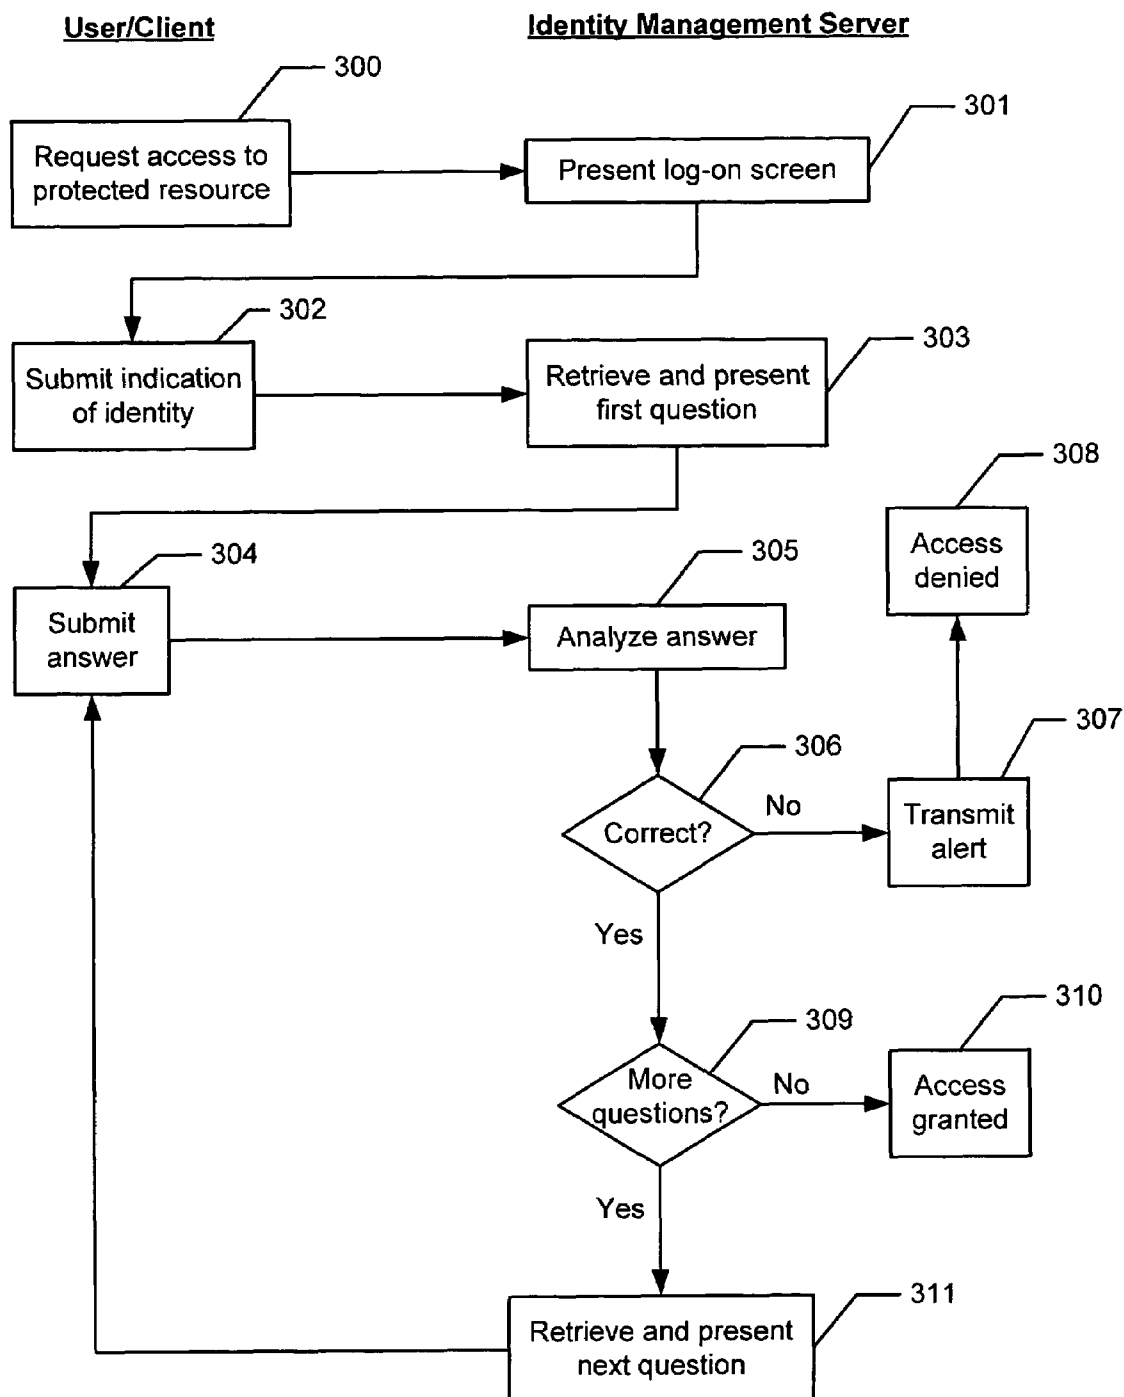 User/Client
Identity Management Server
300
301
Request access to
protected resource
Present log-on screen
302
303
Submit indication
of identity
Retrieve and present
first question
308
Access
denied
304
305
Submit
answer
Analyze answer
307
306
Correct?
No
Transmit
alert
Yes
310
309
More
questions?
No
Access
granted
Yes
311
Retrieve and present
next question